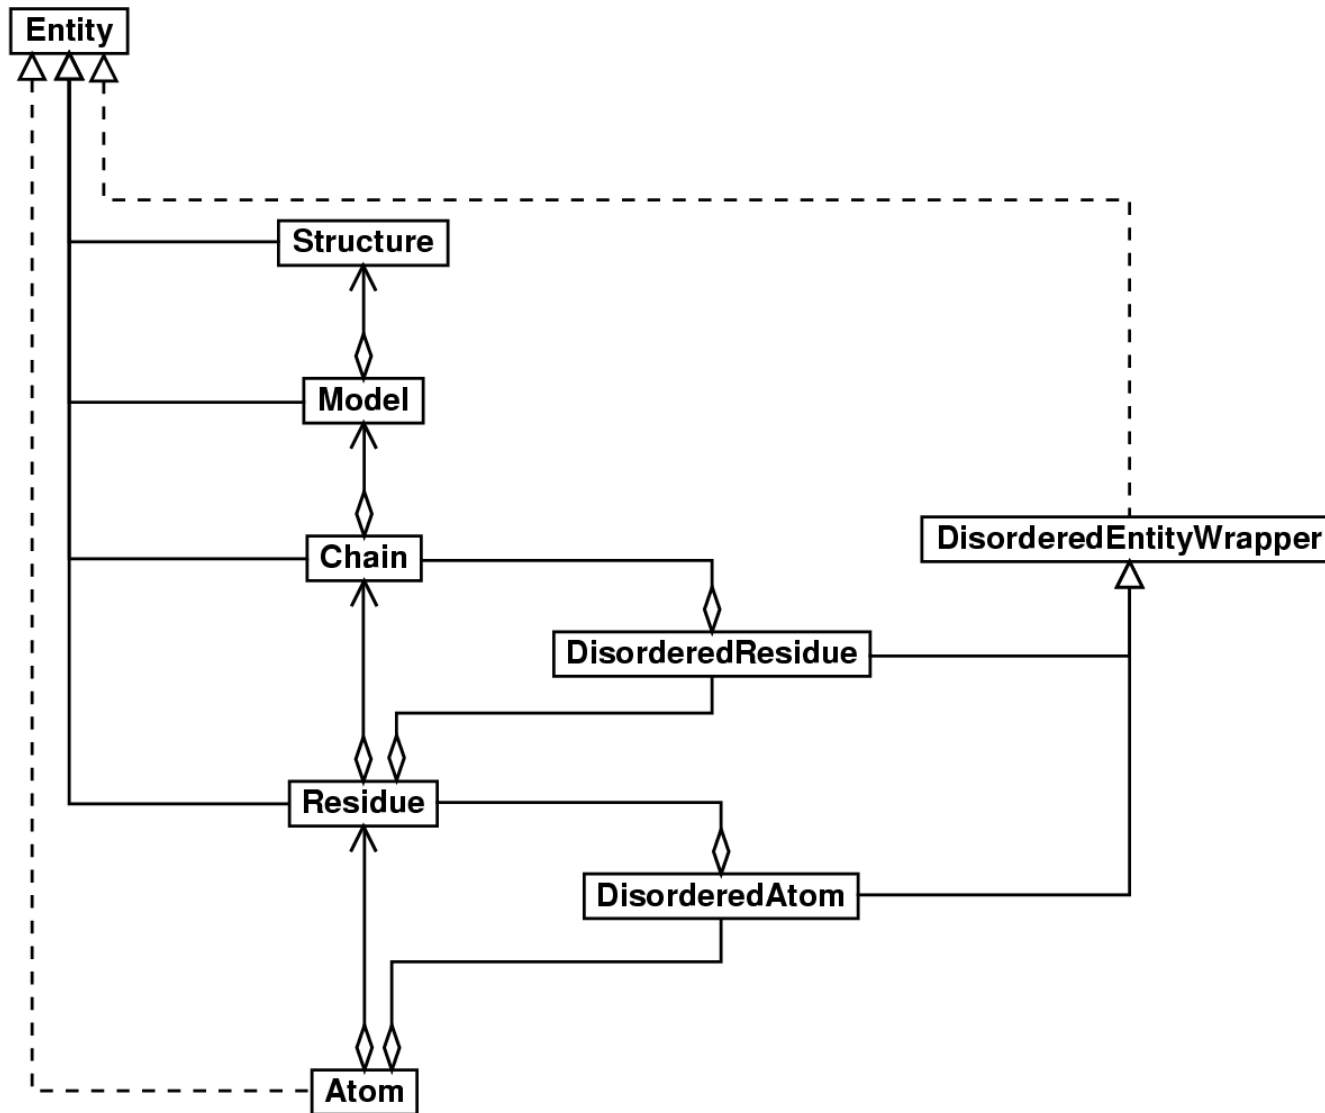 Entity
Structure
Model
DisorderedEntityWrapper
Chain
DisorderedResidue
Residue
DisorderedAtom
Atom